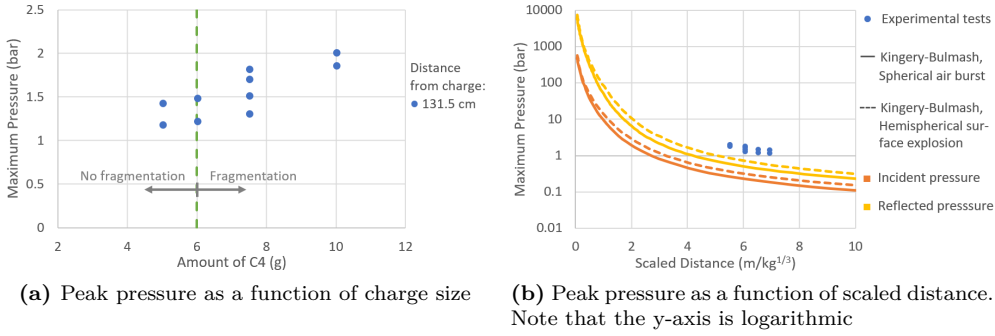 2.5
2
1.5
1
0.5
0
Maximum Pressure (bar)
No fragmentation
Fragmentation
2
4
6
8
10
12
Amount of C4 (g)
Distance
from charge:
131.5 cm
(a) Peak pressure as a function of charge size
10000
1000
100
10
1
0.1
0.01
Maximum Pressure (bar)
0
2
4
6
8
10
Scaled Distance (m/kg1/3)
Experimental tests
Kingery-Bulmash,
Spherical air burst
Kingery-Bulmash,
Hemispherical sur-
face explosion
Incident pressure
Reflected presssure
(b) Peak pressure as a function of scaled distance.
Note that the y-axis is logarithmic